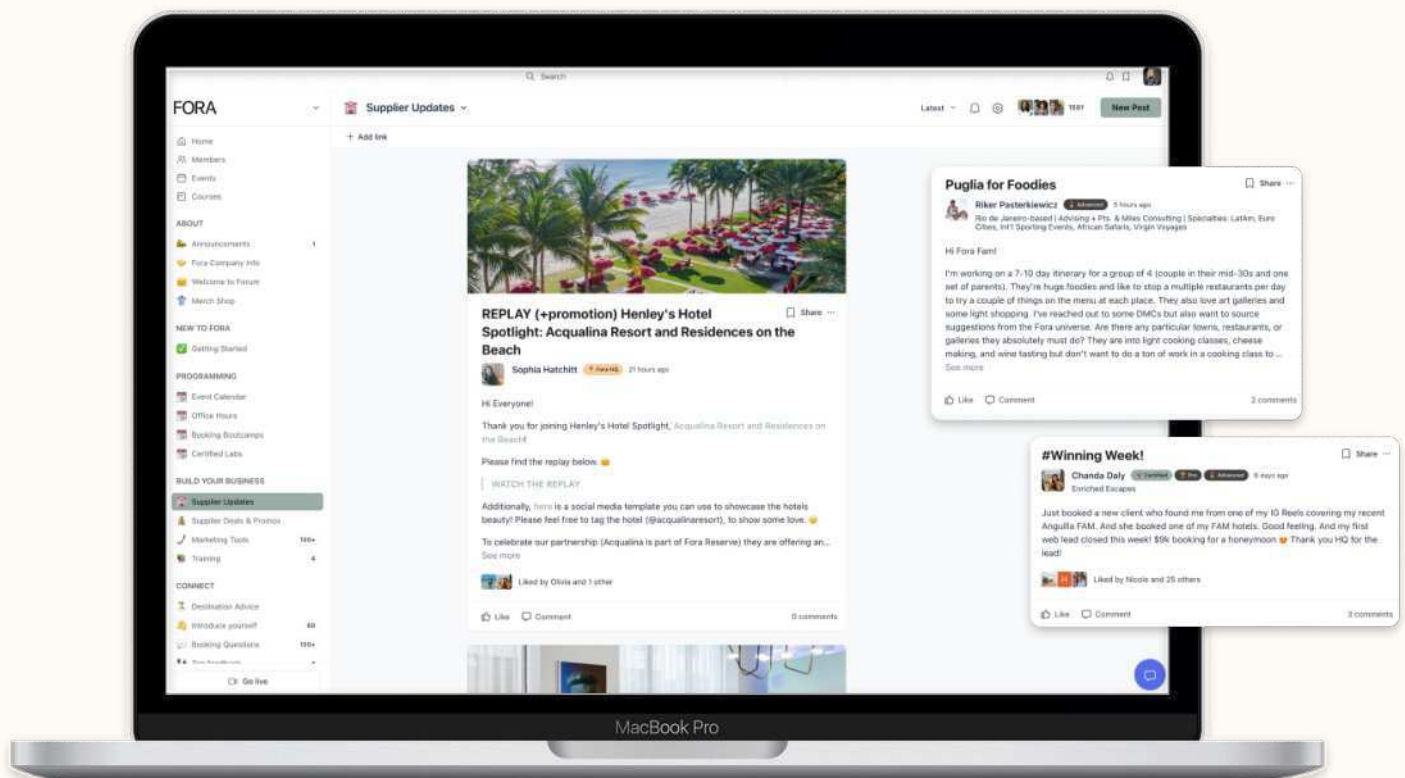 Search
FORA
Supplier Updates
Latest
New Post
+ Add link
Home
Members
Events
Courses
ABOUT
Announcements 1
Fora Company Info
Welcome to Forum
Merch Shop
NEW TO FORA
Getting Started
PROGRAMMING
Event Calendar
Office Hours
Booking Bootcamps
Certified Labs
BUILD YOUR BUSINESS
Supplier Updates
Supplier Deals & Promos
Marketing Tools 100+
Training 4
CONNECT
Destination Advice
Introduce yourself 60
Booking Questions 100+
Go live
REPLAY (+promotion) Henley's Hotel
Spotlight: Acqualina Resort and Residences on the
Beach
Share
Sophia Hatchitt Fora HQ 21 hours ago
Hi Everyone!
Thank you for joining Henley's Hotel Spotlight, Acqualina Resort and Residences on
the Beach!
Please find the replay below.
WATCH THE REPLAY
Additionally, here is a social media template you can use to showcase the hotels
beauty! Please feel free to tag the hotel (@acqualinaresort), to show some love.
To celebrate our partnership (Acqualina is part of Fora Reserve) they are offering an...
See more
Liked by Olivia and 1 other
Like Comment 0 comments
Puglia for Foodies
Share
Riker Pasterkiewicz Advanced 5 hours ago
Rio de Janeiro-based | Advising + Pts. & Miles Consulting | Specialties: LatAm, Euro
Cities, Int'l Sporting Events, African Safaris, Virgin Voyages
Hi Fora Fam!
I'm working on a 7-10 day itinerary for a group of 4 (couple in their mid-30s and one
set of parents). They're huge foodies and like to stop a multiple restaurants per day
to try a couple of things on the menu at each place. They also love art galleries and
some light shopping. I've reached out to some DMCs but also want to source
suggestions from the Fora universe. Are there any particular towns, restaurants, or
galleries they absolutely must do? They are into light cooking classes, cheese
making, and wine tasting but don't want to do a ton of work in a cooking class to ...
See more
Like Comment 2 comments
#Winning Week!
Share
Chanda Daly Certified Pro Advanced 6 days ago
Enriched Escapes
Just booked a new client who found me from one of my IG Reels covering my recent
Anguilla FAM. And she booked one of my FAM hotels. Good feeling. And my first
web lead closed this week! $9k booking for a honeymoon Thank you HQ for the
lead!
Liked by Nicole and 25 others
Like Comment 3 comments
MacBook Pro